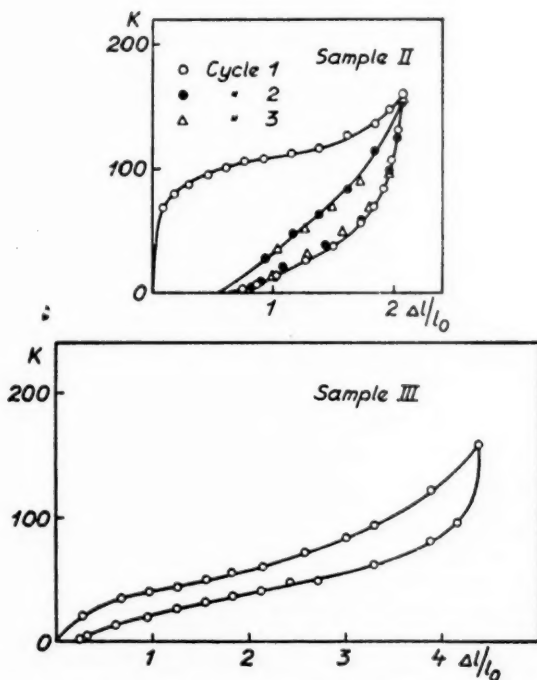 K
200
Sample II
○ Cycle 1
● " 2
△ " 3
100
0
1 2 Δl/l₀
K
200
Sample III
100
0
1 2 3 4 Δl/l₀